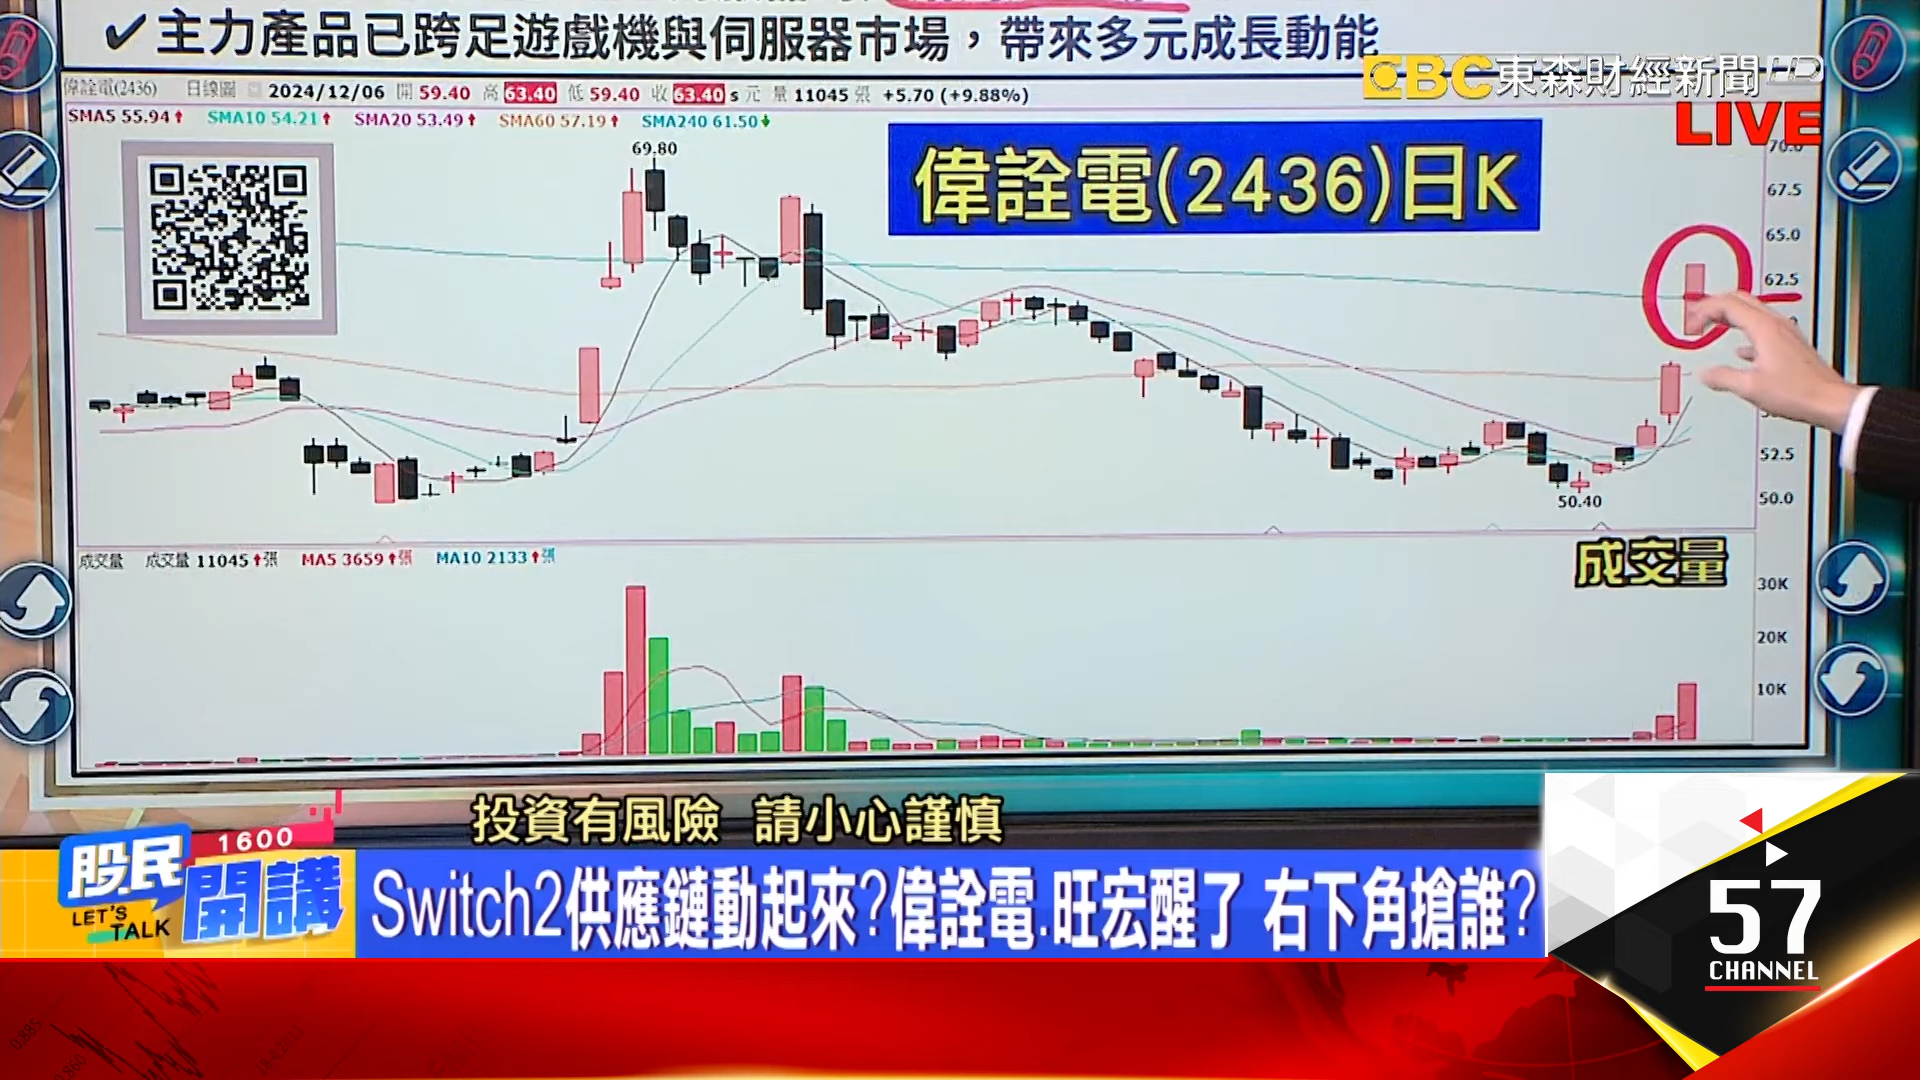 ✔主力產品已跨足遊戲機與伺服器市場，帶來多元成長動能
EBC東森財經新聞HD
LIVE
偉詮電(2436) 日線圖 2024/12/06 開 59.40 高 63.40 低 59.40 收 63.40 s 元 量 11045 張 +5.70 (+9.88%)
SMA5 55.94↑ SMA10 54.21↑ SMA20 53.49↑ SMA60 57.19↑ SMA240 61.50↓
偉詮電(2436)日K
69.80
70.0
67.5
65.0
62.5
52.5
50.0
50.40
成交量 成交量 11045↑張 MA5 3659↑張 MA10 2133↑張
成交量
30K
20K
10K
投資有風險 請小心謹慎
1600
股民開講
LET'S TALK
Switch2供應鏈動起來?偉詮電.旺宏醒了 右下角搶誰?
57
CHANNEL